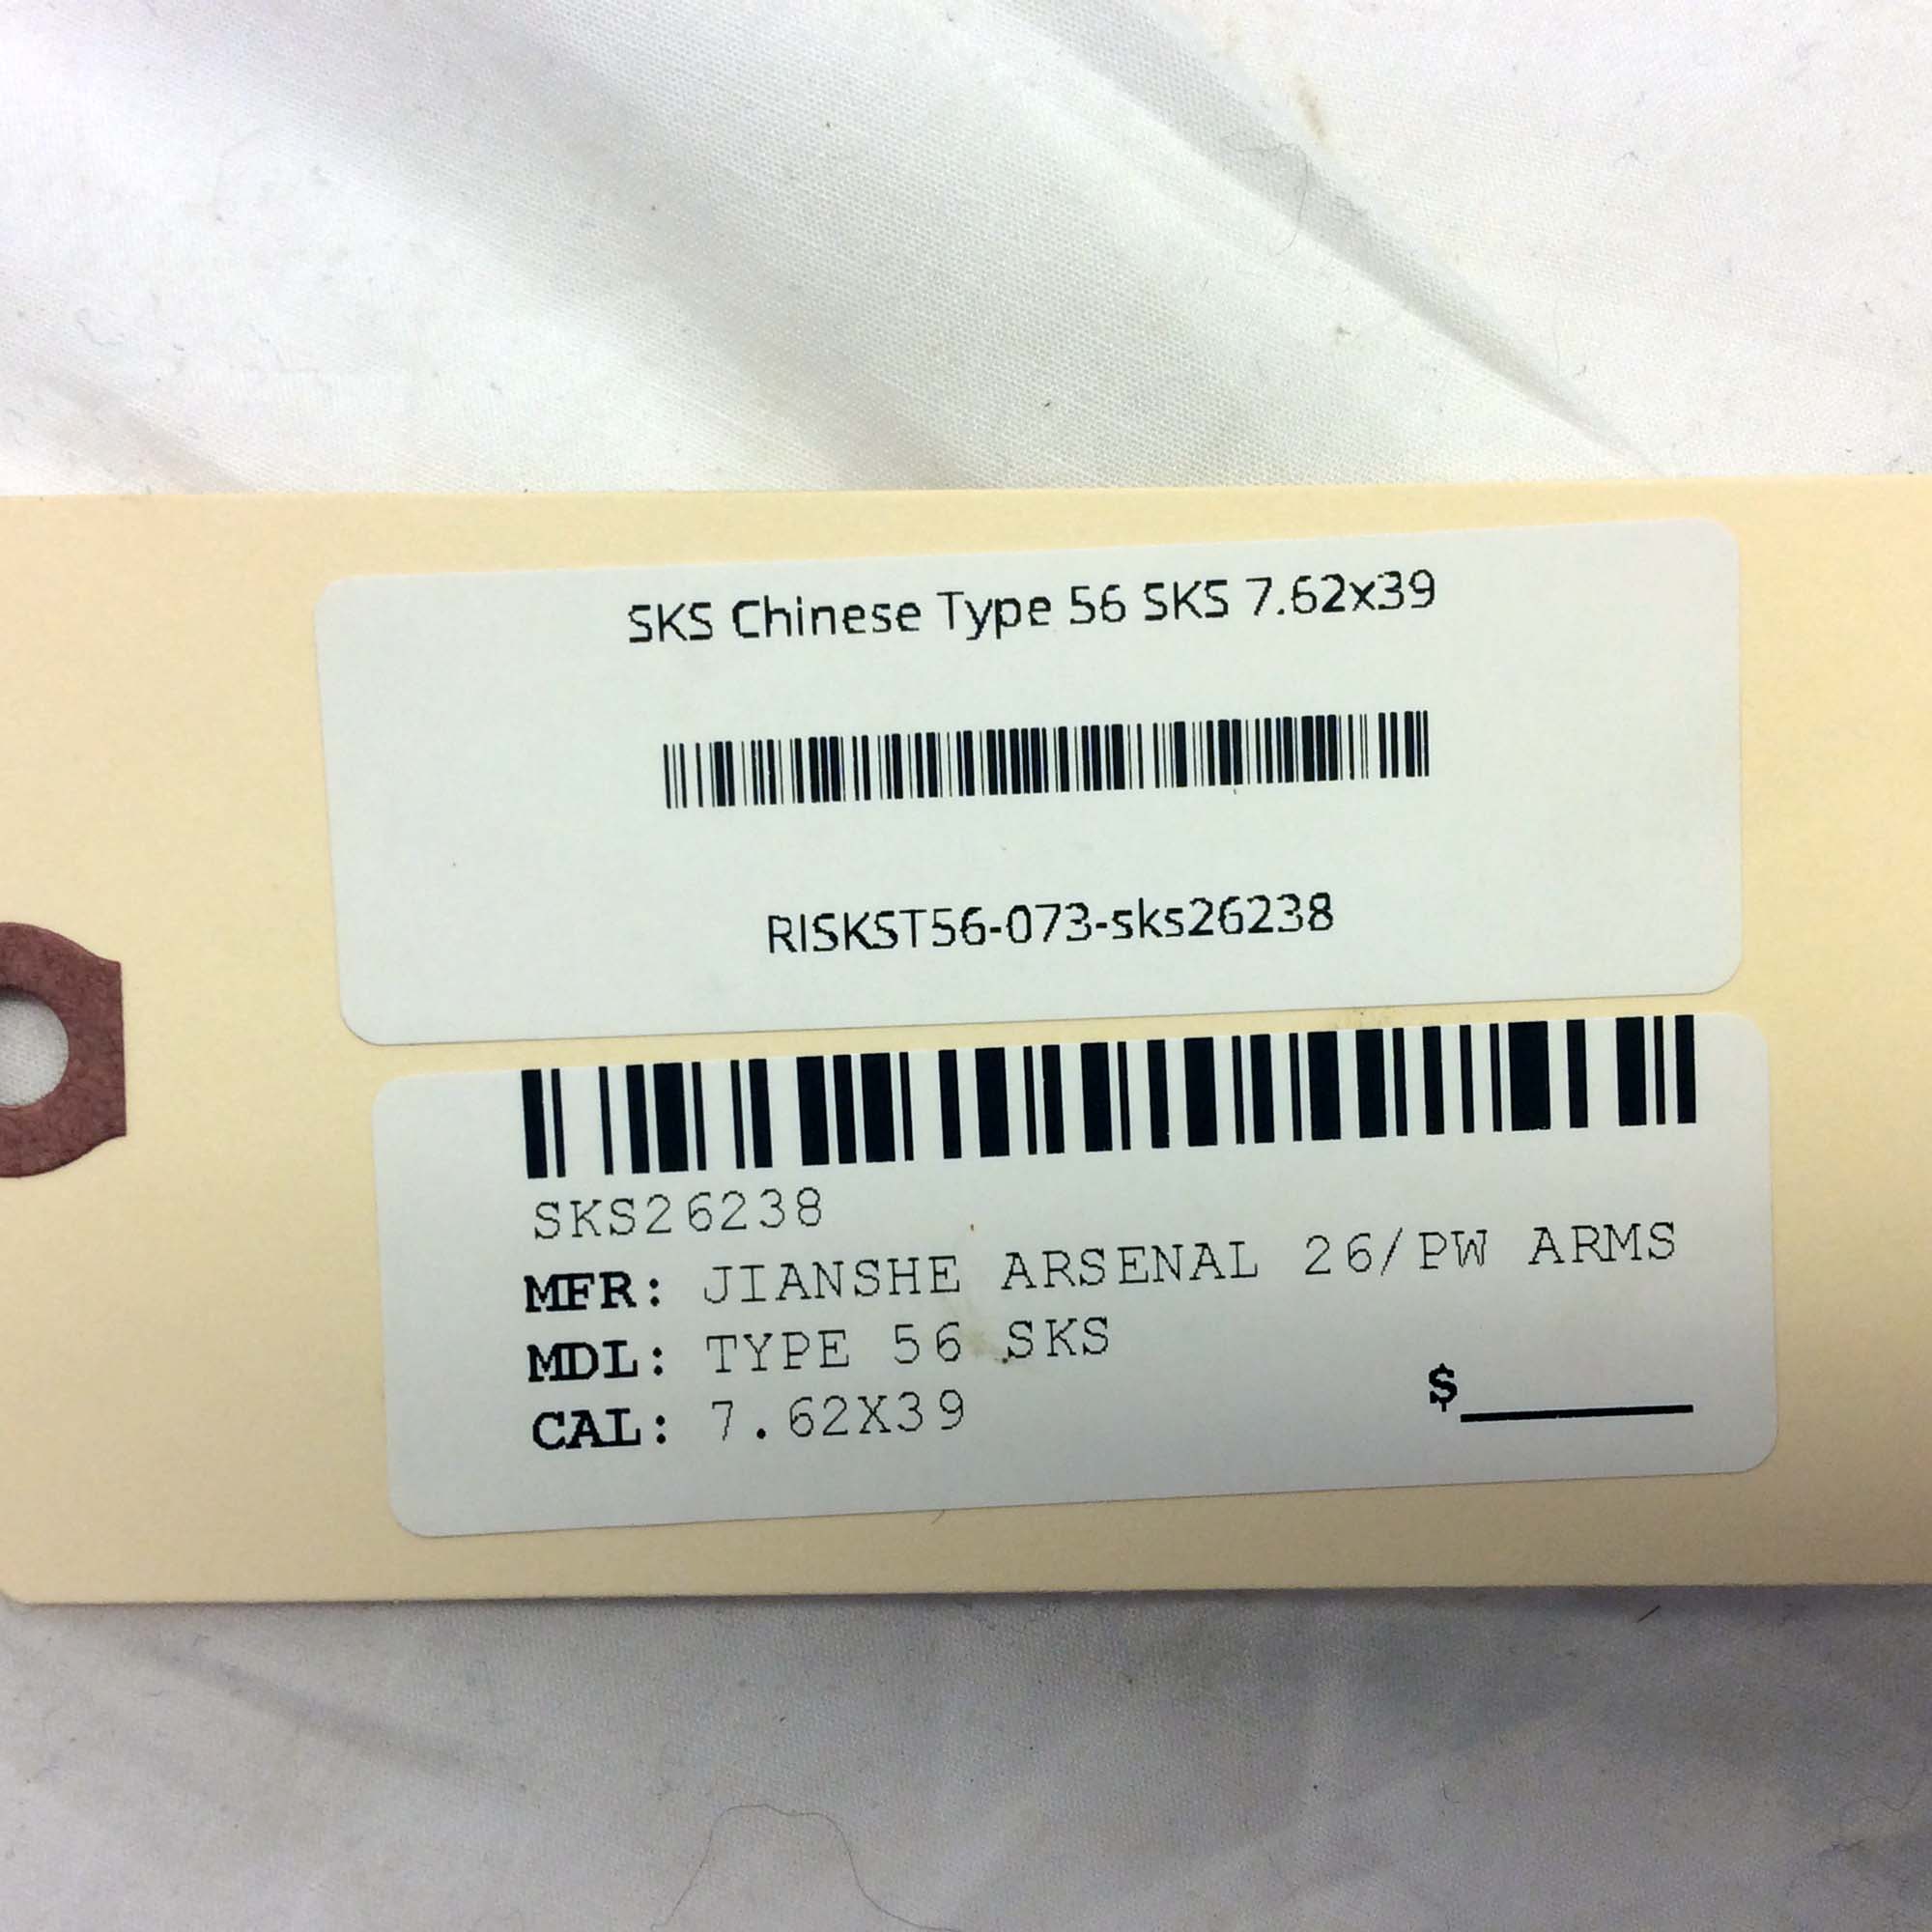 SKS Chinese Type 56 SKS 7.62x39
RISKST56-073-sks26238
SKS26238
MFR: JIANSHE ARSENAL 26/PW ARMS
MDL: TYPE 56 SKS
CAL: 7.62X39
$______